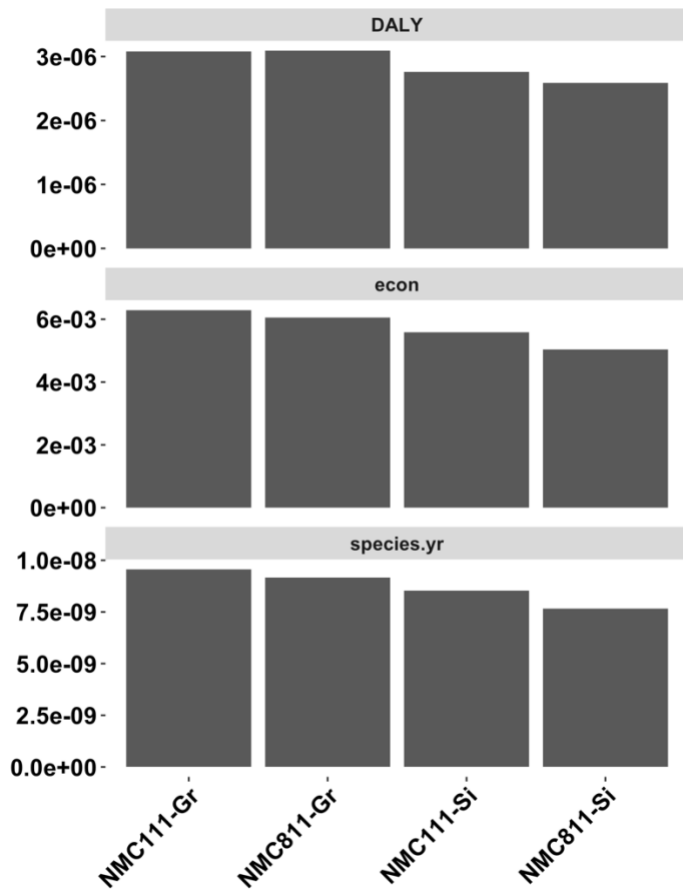 DALY
3e-06
2e-06
1e-06
0e+00
econ
6e-03
4e-03
2e-03
0e+00
species.yr
1.0e-08
7.5e-09
5.0e-09
2.5e-09
0.0e+00
NMC111-Gr
NMC811-Gr
NMC111-Si
NMC811-Si